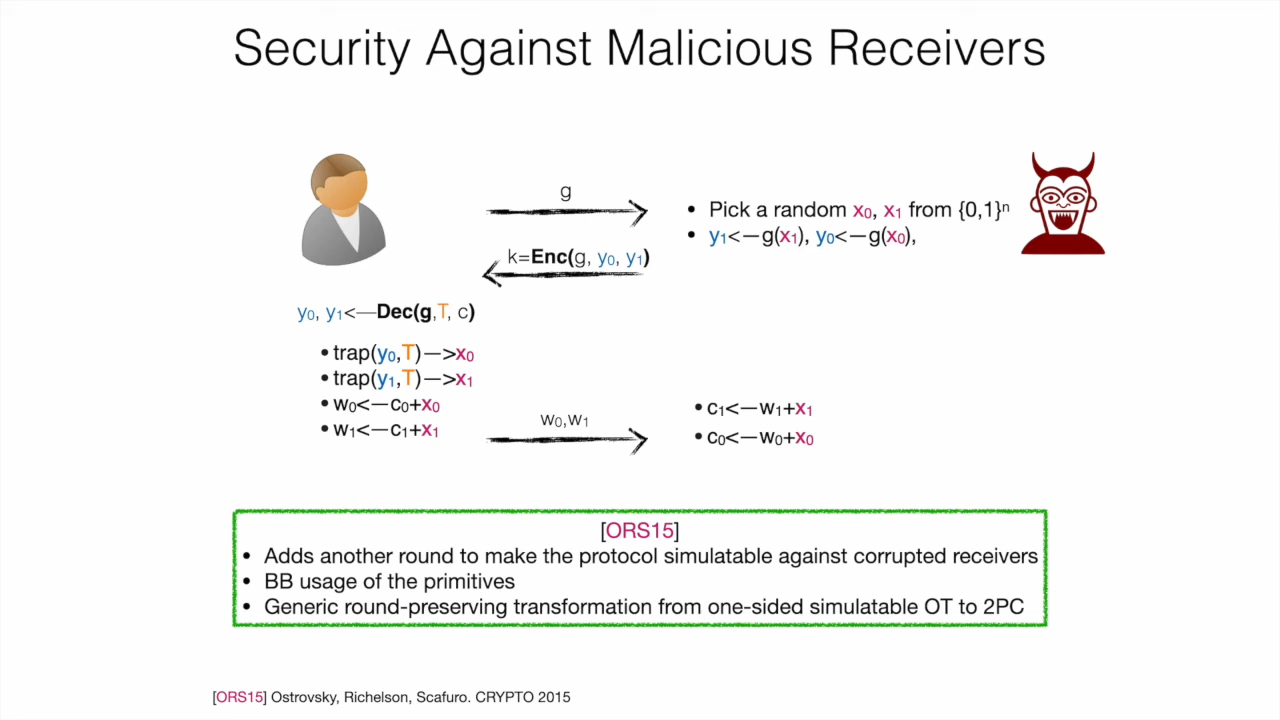 Security Against Malicious Receivers
g
• Pick a random x₀, x₁ from {0,1}ⁿ
• y₁<—g(x₁), y₀<—g(x₀),
k=Enc(g, y₀, y₁)
y₀, y₁<—Dec(g,T, c)
• trap(y₀,T)—>x₀
• trap(y₁,T)—>x₁
• w₀<—c₀+x₀
• w₁<—c₁+x₁
w₀,w₁
• c₁<—w₁+x₁
• c₀<—w₀+x₀
[ORS15]
• Adds another round to make the protocol simulatable against corrupted receivers
• BB usage of the primitives
• Generic round-preserving transformation from one-sided simulatable OT to 2PC
[ORS15] Ostrovsky, Richelson, Scafuro. CRYPTO 2015